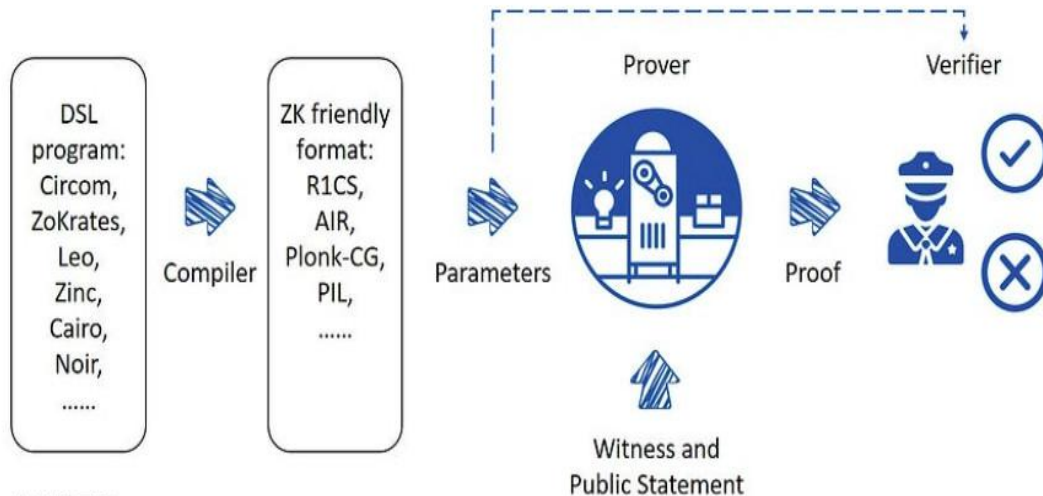 DSL
program:
Circom,
ZoKrates,
Leo,
Zinc,
Cairo,
Noir,
......
Compiler
ZK friendly
format:
R1CS,
AIR,
Plonk-CG,
PIL,
......
Parameters
Prover
Witness and
Public Statement
Proof
Verifier